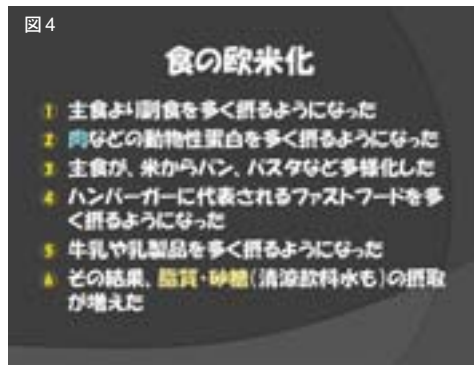 図4
食の欧米化
1 主食より副食を多く摂るようになった
2 肉などの動物性蛋白を多く摂るようになった
3 主食が、米からパン、パスタなど多様化した
4 ハンバーガーに代表されるファストフードを多
く摂るようになった
5 牛乳や乳製品を多く摂るようになった
6 その結果、脂質・砂糖(清涼飲料水も)の摂取
が増えた